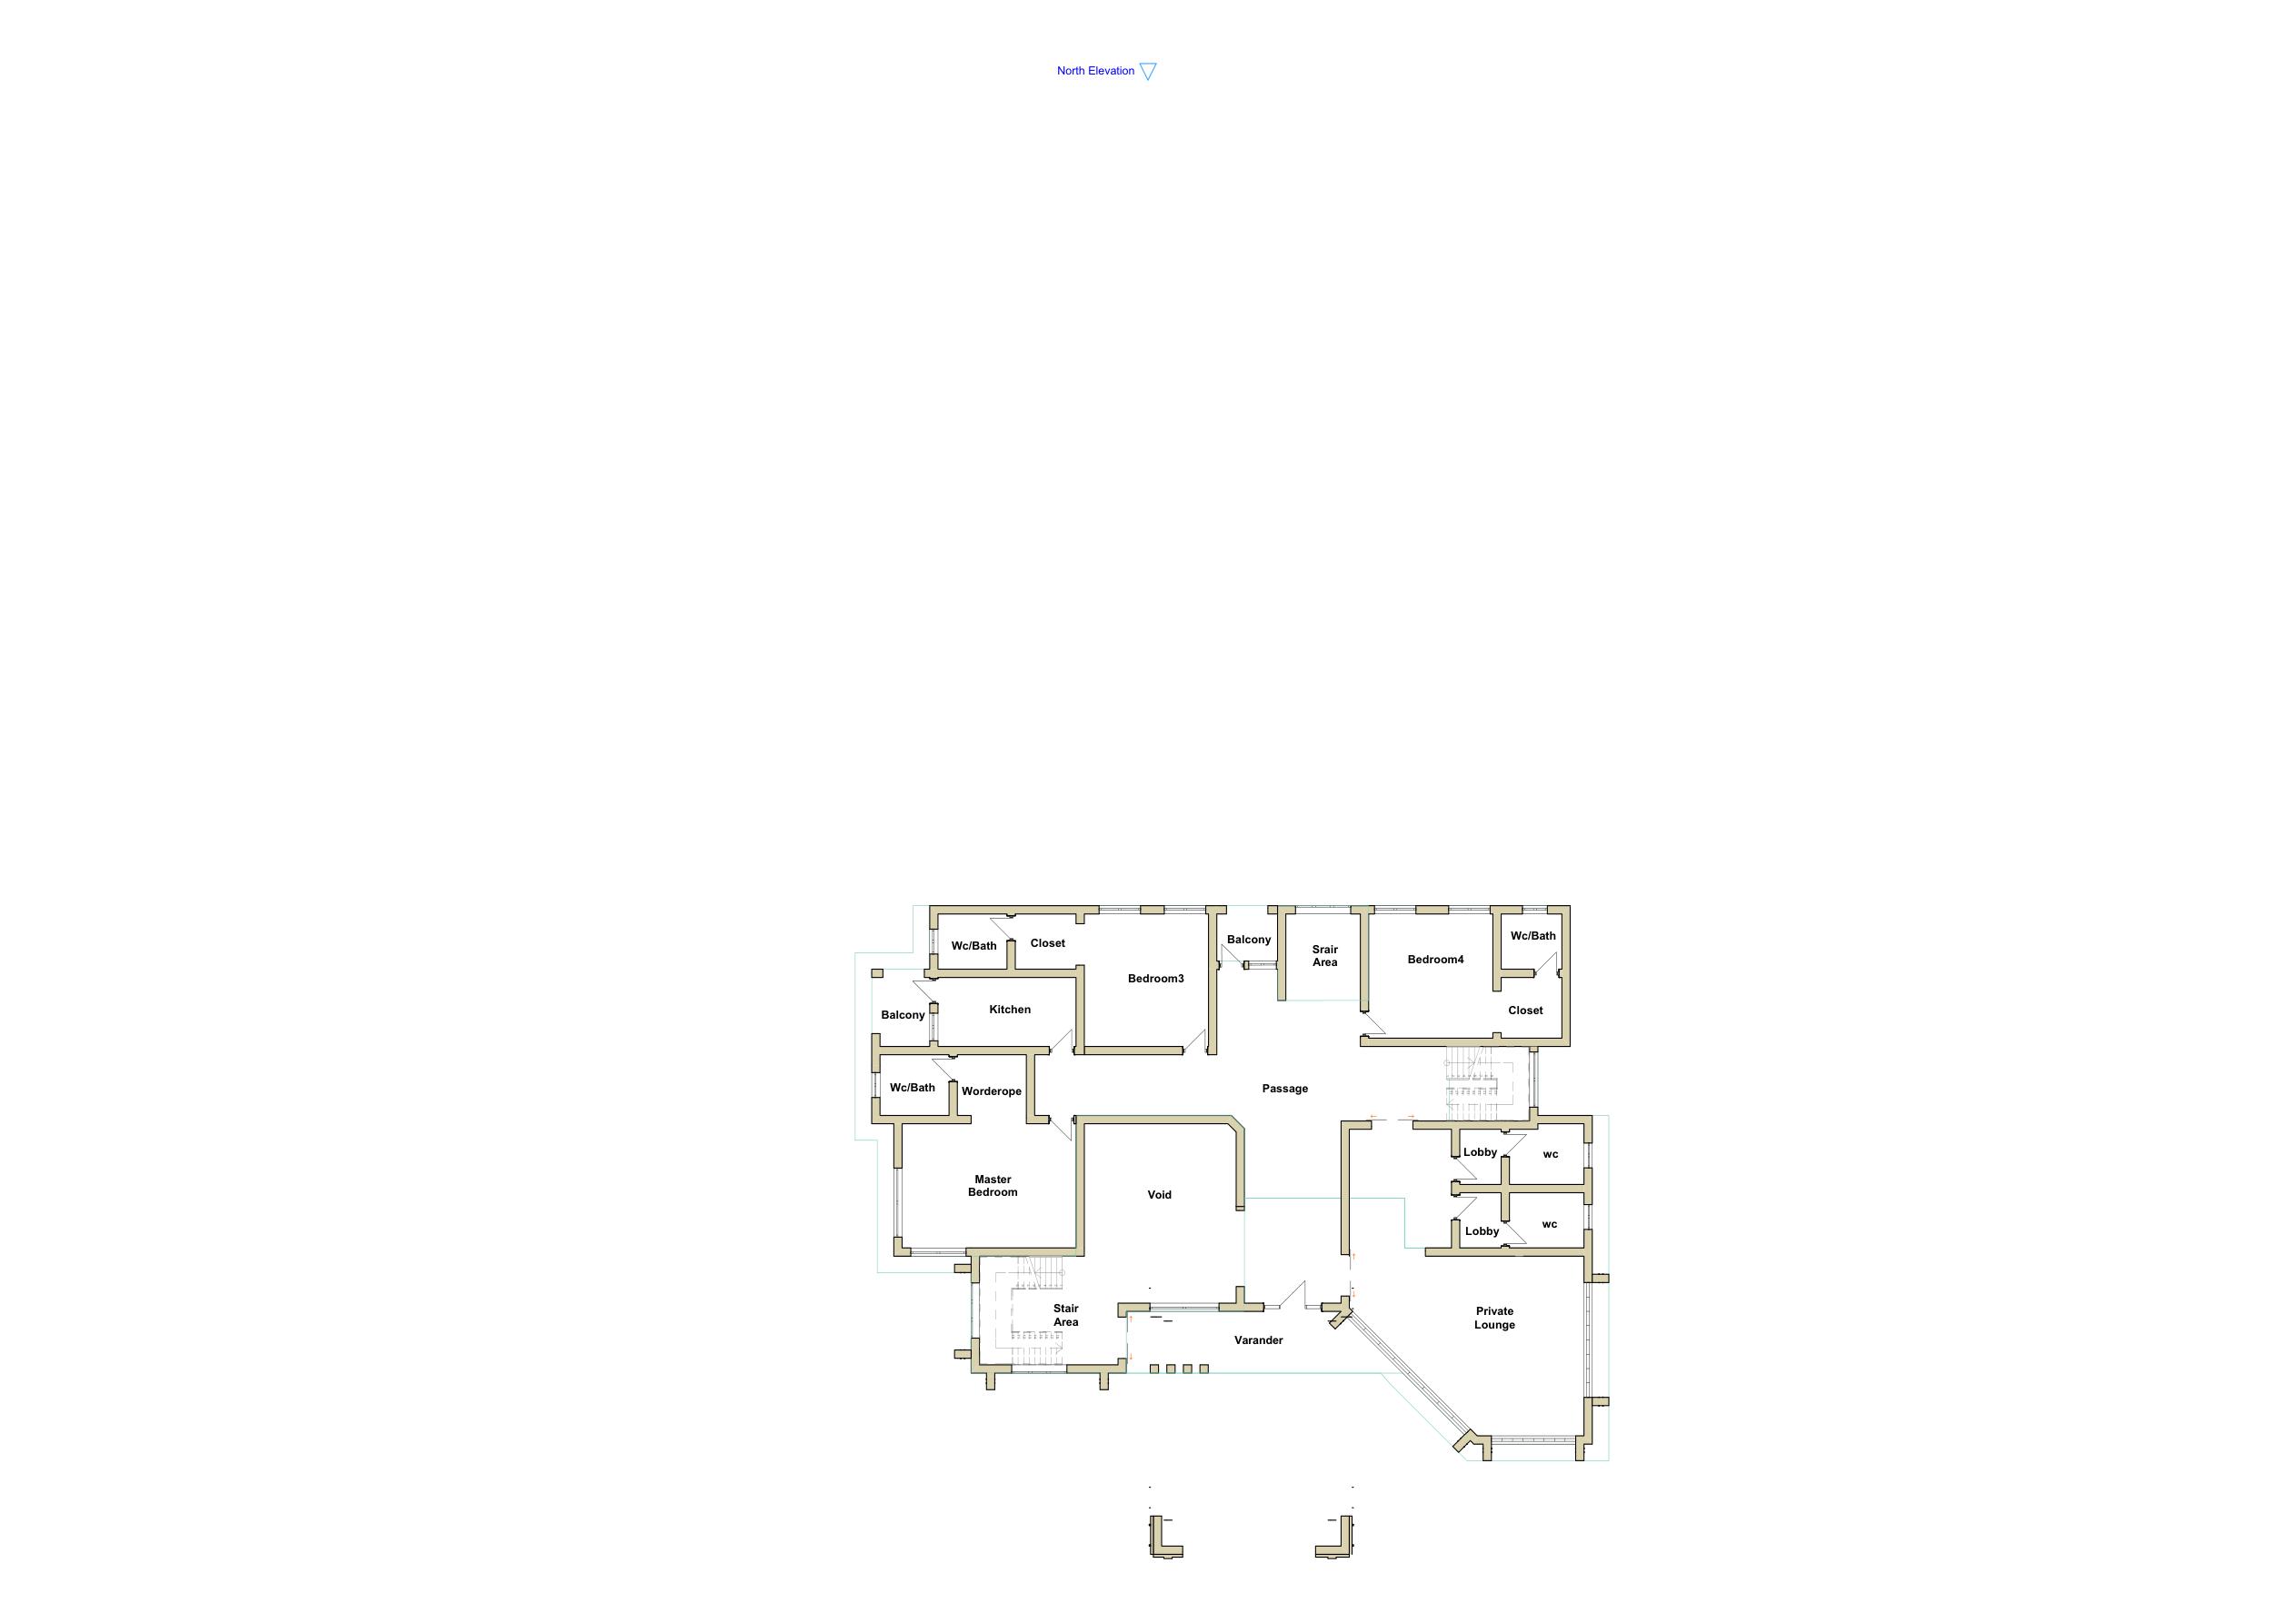 North Elevation
Wc/Bath
Closet
Balcony
Srair
Area
Bedroom4
Wc/Bath
Bedroom3
Balcony
Kitchen
Closet
Wc/Bath
Worderope
Passage
Master
Bedroom
Void
Lobby
wc
Lobby
wc
Stair
Area
Varander
Private
Lounge